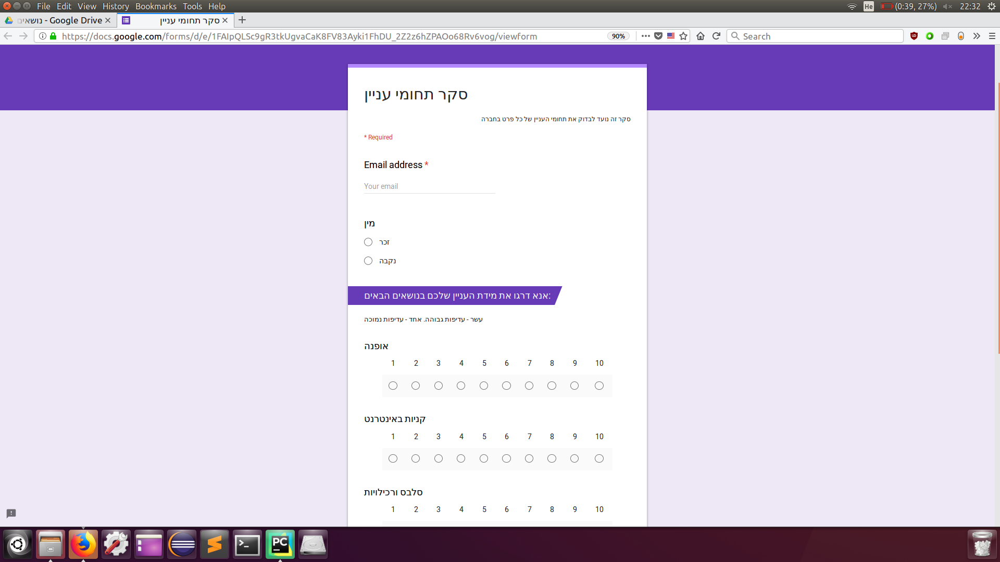 File Edit View History Bookmarks Tools Help
He (0:39, 27%) 22:32
נושאים - Google Drive
סקר תחומי עניין
https://docs.google.com/forms/d/e/1FAIpQLSc9gR3tkUgvaCaK8FV83Ayki1FhDU_2Z2z6hZPAOo68Rv6vog/viewform
90%
Search
סקר תחומי עניין
סקר זה נועד לבדוק את תחומי העניין של כל פרט בחברה
* Required
Email address *
Your email
מין
זכר
נקבה
אנא דרגו את מידת העניין שלכם בנושאים הבאים:
עשר - עדיפות גבוהה. אחד - עדיפות נמוכה
אופנה
1 2 3 4 5 6 7 8 9 10
קניות באינטרנט
1 2 3 4 5 6 7 8 9 10
סלבס ורכילויות
1 2 3 4 5 6 7 8 9 10
PC